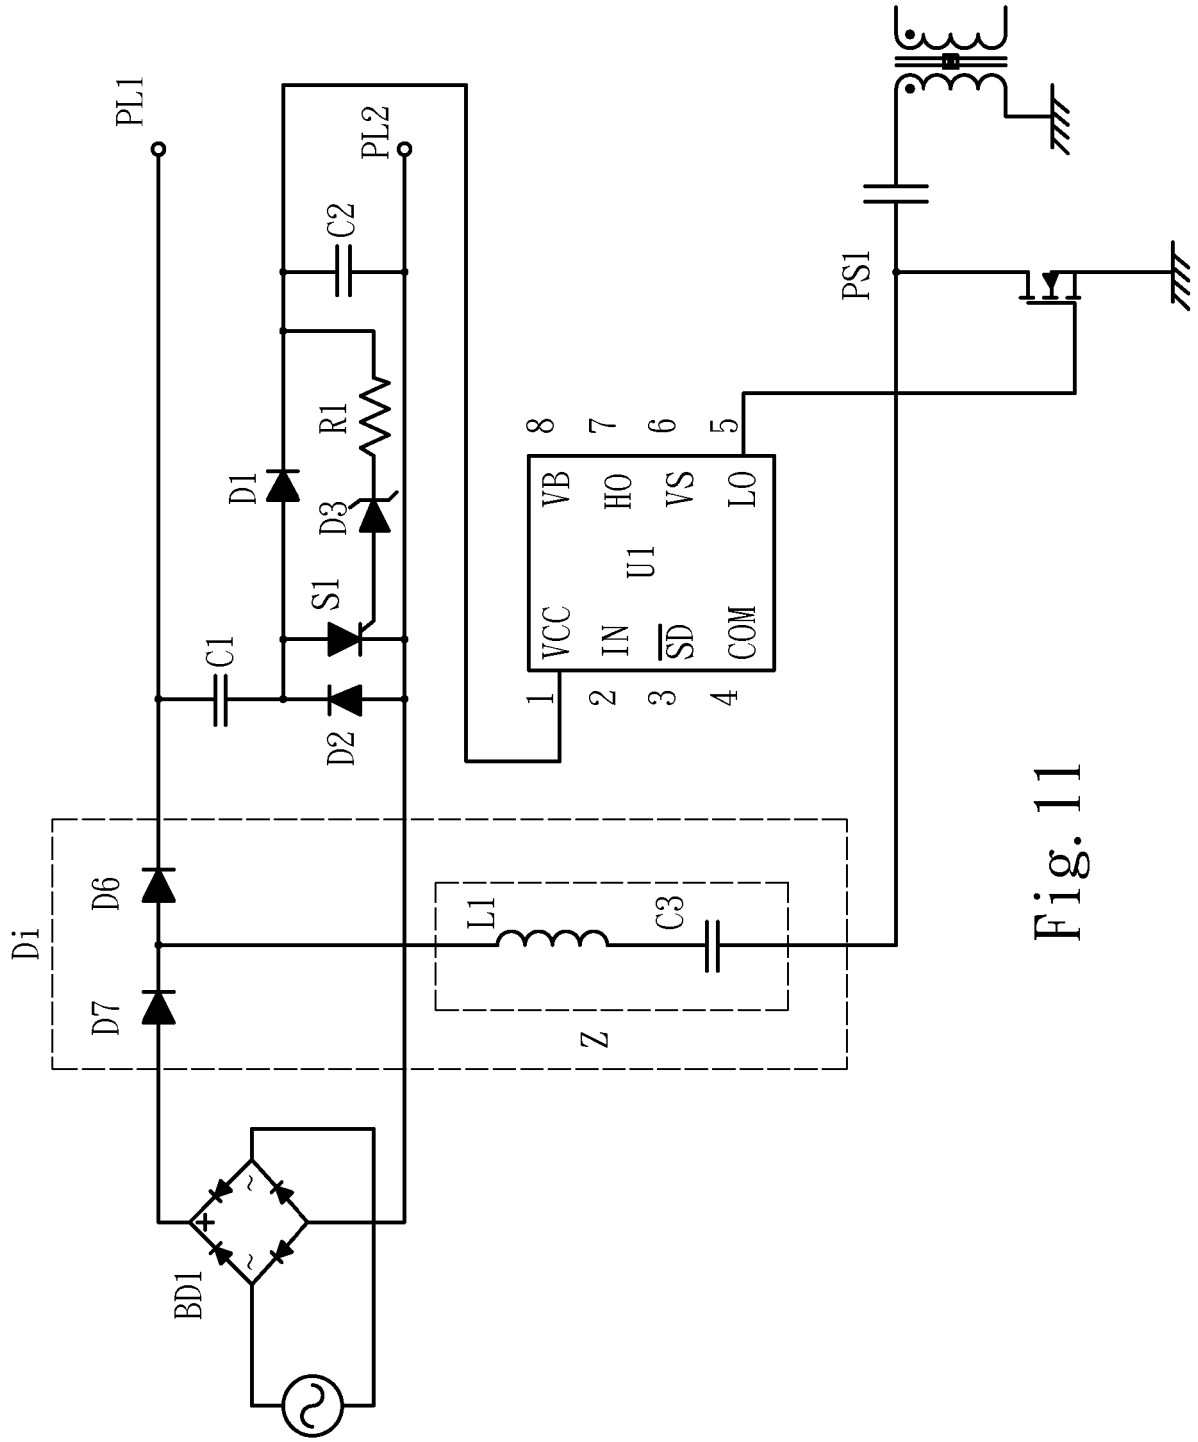 Di
D7
D6
PL1
BD1
+
~
~
C1
D1
D2
S1
D3
R1
C2
PL2
Z
L1
C3
1
2
3
4
VCC
IN
SD
COM
U1
VB
HO
VS
LO
8
7
6
5
PS1
Fig. 11